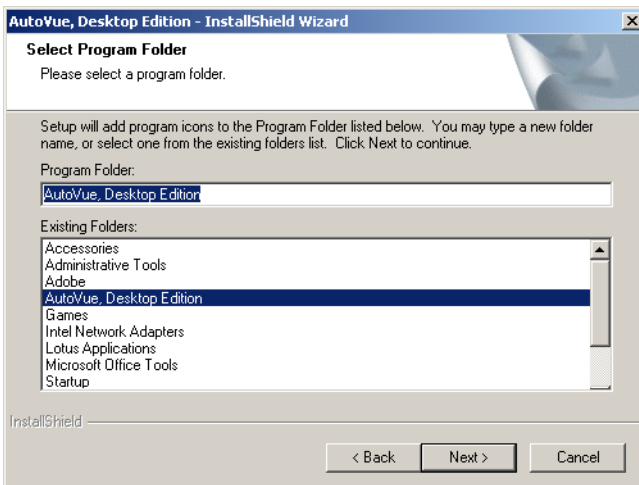 AutoVue, Desktop Edition - InstallShield Wizard
Select Program Folder
Please select a program folder.
Setup will add program icons to the Program Folder listed below. You may type a new folder
name, or select one from the existing folders list. Click Next to continue.
Program Folder:
AutoVue, Desktop Edition
Existing Folders:
Accessories
Administrative Tools
Adobe
AutoVue, Desktop Edition
Games
Intel Network Adapters
Lotus Applications
Microsoft Office Tools
Startup
InstallShield
< Back
Next >
Cancel